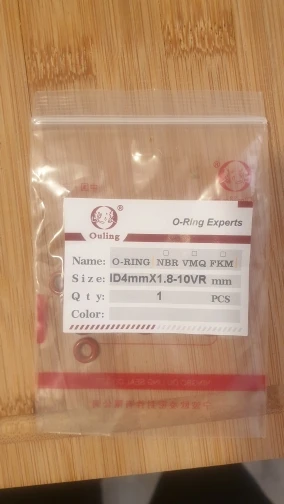 ®
Ouling
O-Ring Experts
Name: O-RING NBR VMQ FKM
Size: ID4mmX1.8-10VR mm
Qty: 1 PCS
Color: